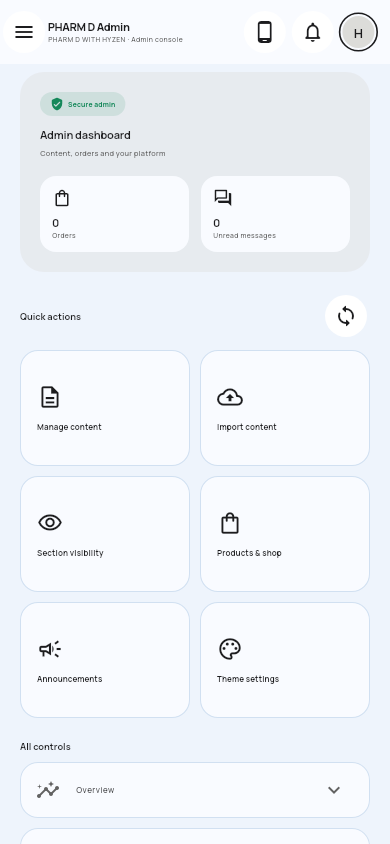 PHARM D Admin
PHARM D WITH HYZEN · Admin console
H
Secure admin
Admin dashboard
Content, orders and your platform
0
Orders
0
Unread messages
Quick actions
Manage content
Import content
Section visibility
Products & shop
Announcements
Theme settings
All controls
Overview